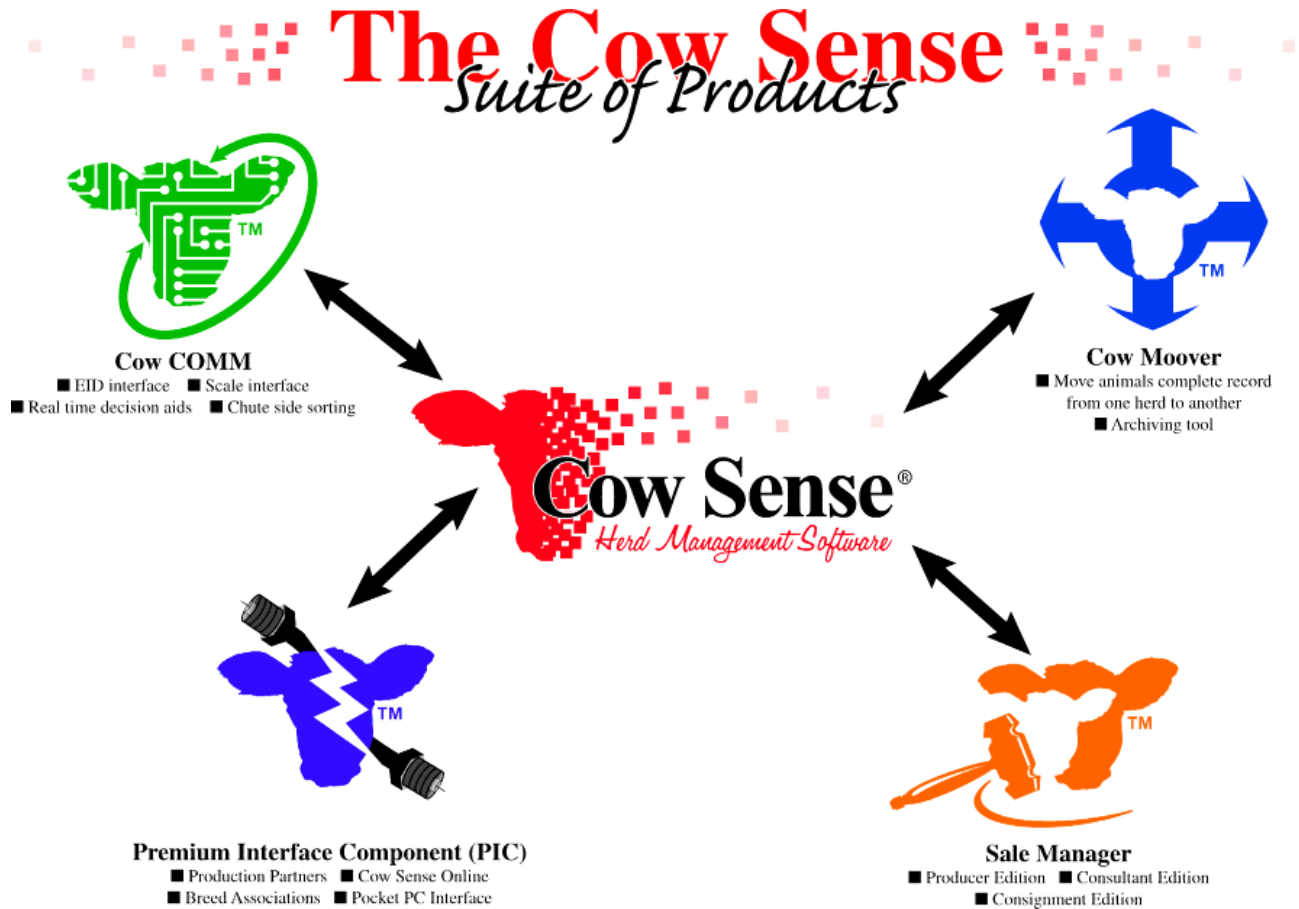 The Cow Sense
Suite of Products
TM
Cow COMM
■ EID interface ■ Scale interface
■ Real time decision aids ■ Chute side sorting
TM
Cow Moover
■ Move animals complete record
from one herd to another
■ Archiving tool
Cow Sense®
Herd Management Software
TM
Premium Interface Component (PIC)
■ Production Partners ■ Cow Sense Online
■ Breed Associations ■ Pocket PC Interface
TM
Sale Manager
■ Producer Edition ■ Consultant Edition
■ Consignment Edition